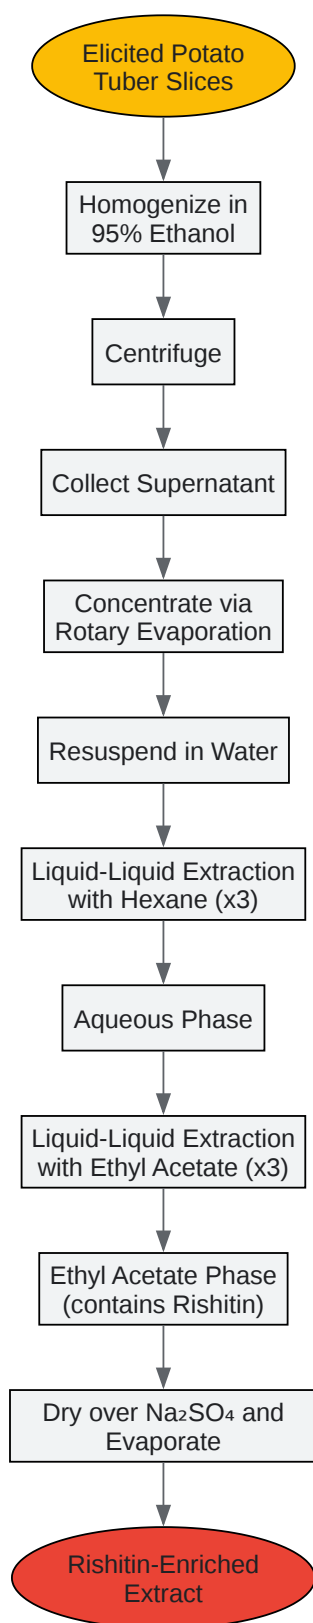 Elicited Potato
Tuber Slices
Homogenize in
95% Ethanol
Centrifuge
Collect Supernatant
Concentrate via
Rotary Evaporation
Resuspend in Water
Liquid-Liquid Extraction
with Hexane (x3)
Aqueous Phase
Liquid-Liquid Extraction
with Ethyl Acetate (x3)
Ethyl Acetate Phase
(contains Rishitin)
Dry over Na₂SO₄ and
Evaporate
Rishitin-Enriched
Extract